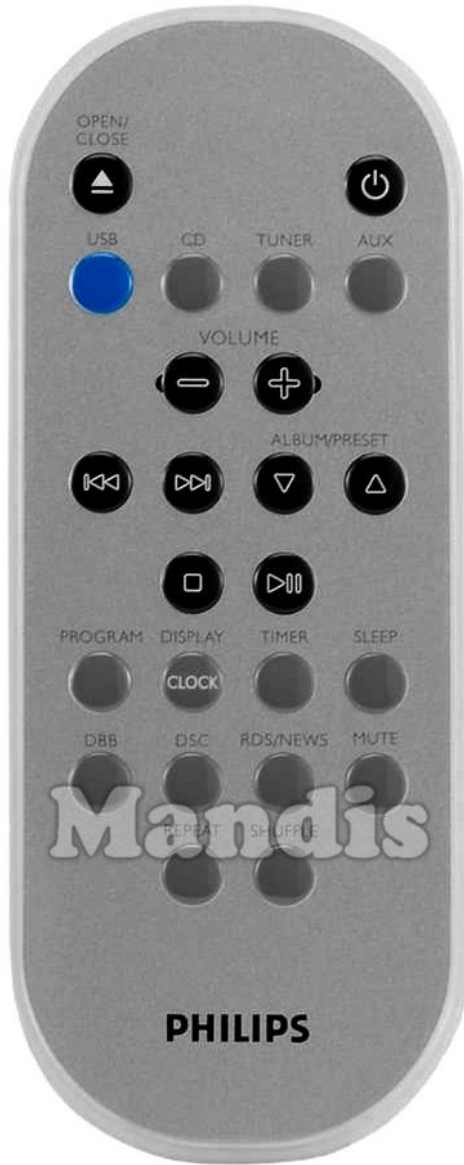 OPEN/
CLOSE
USB CD TUNER AUX
VOLUME
ALBUM/PRESET
PROGRAM DISPLAY TIMER SLEEP
CLOCK
DBB DSC RDS/NEWS MUTE
Mandis
REPEAT SHUFFLE
PHILIPS